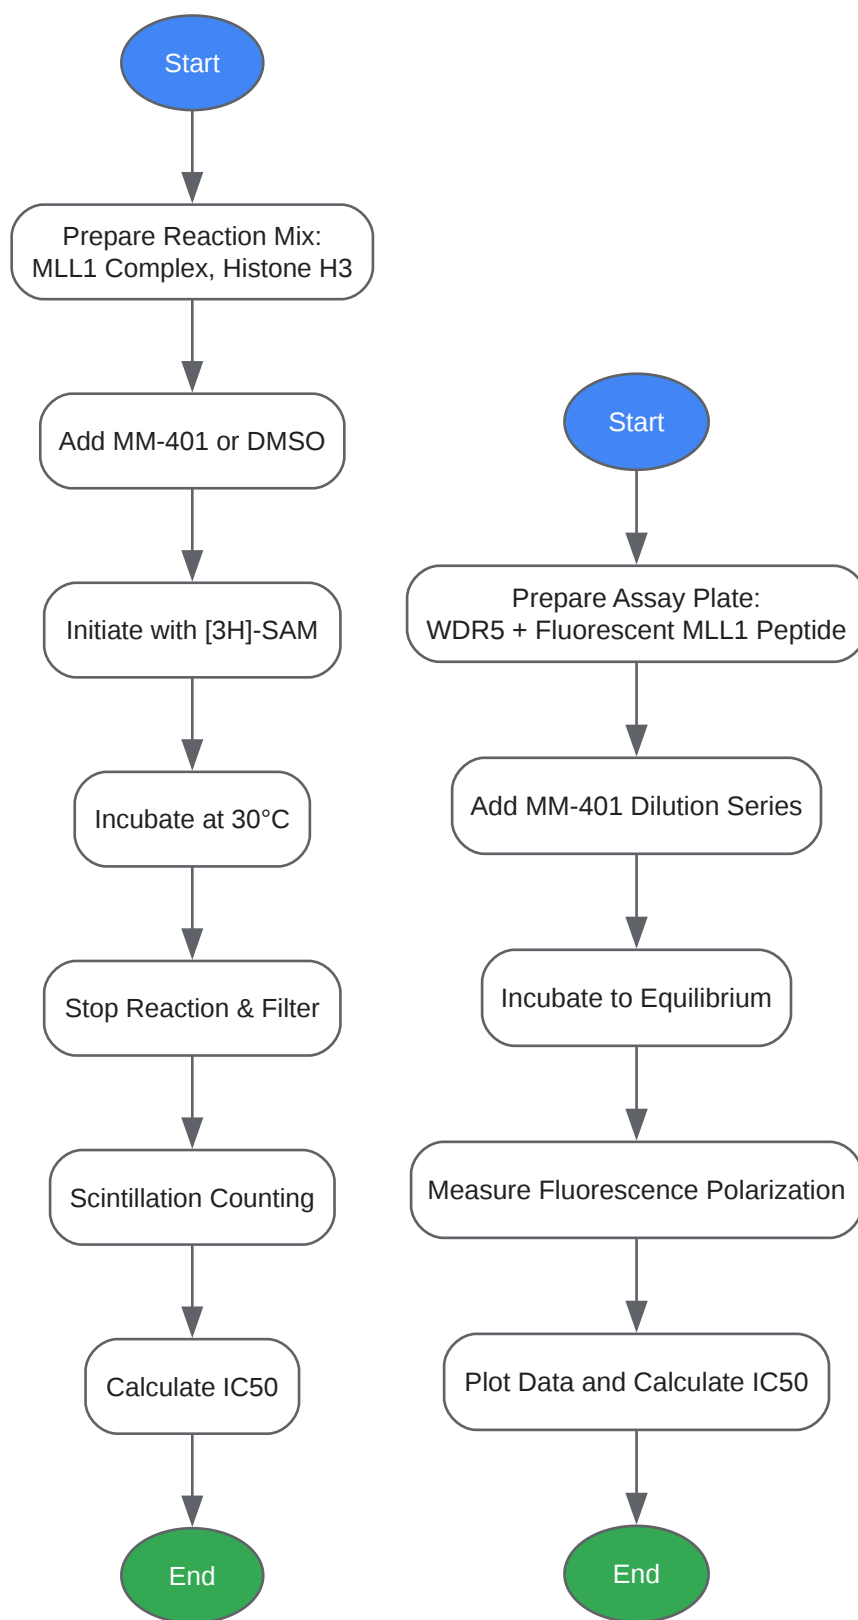 Start
Prepare Reaction Mix:
MLL1 Complex, Histone H3
Add MM-401 or DMSO
Initiate with [3H]-SAM
Incubate at 30°C
Stop Reaction & Filter
Scintillation Counting
Calculate IC50
End
Start
Prepare Assay Plate:
WDR5 + Fluorescent MLL1 Peptide
Add MM-401 Dilution Series
Incubate to Equilibrium
Measure Fluorescence Polarization
Plot Data and Calculate IC50
End